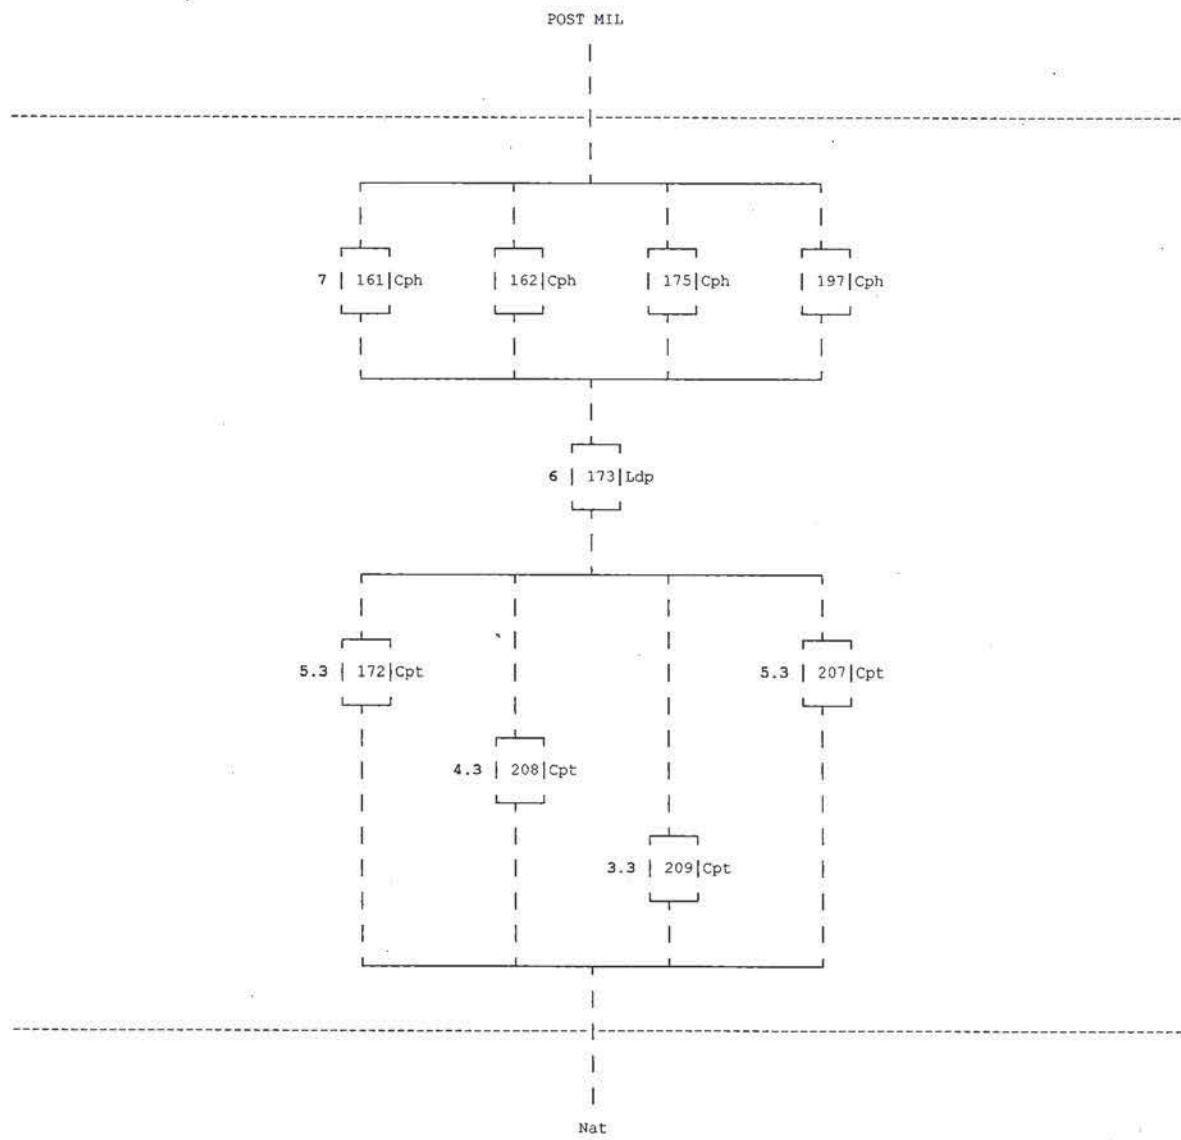 POST MIL
7 161 Cph 162 Cph 175 Cph 197 Cph
6 173 Ldp
5.3 172 Cpt 5.3 207 Cpt
4.3 208 Cpt
3.3 209 Cpt
Nat